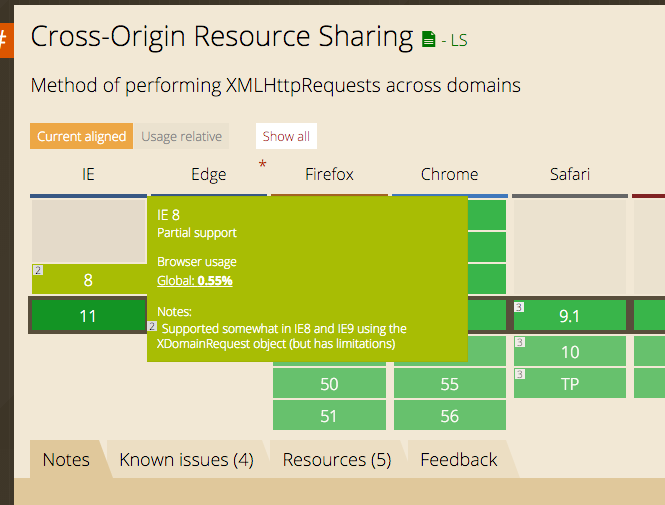 #
Cross-Origin Resource Sharing - LS
Method of performing XMLHttpRequests across domains
Current aligned Usage relative Show all
IE Edge * Firefox Chrome Safari
IE 8
Partial support
Browser usage
Global: 0.55%
Notes:
2 Supported somewhat in IE8 and IE9 using the
XDomainRequest object (but has limitations)
2 8
11 3 9.1
3 10
50 55 3 TP
51 56
Notes Known issues (4) Resources (5) Feedback